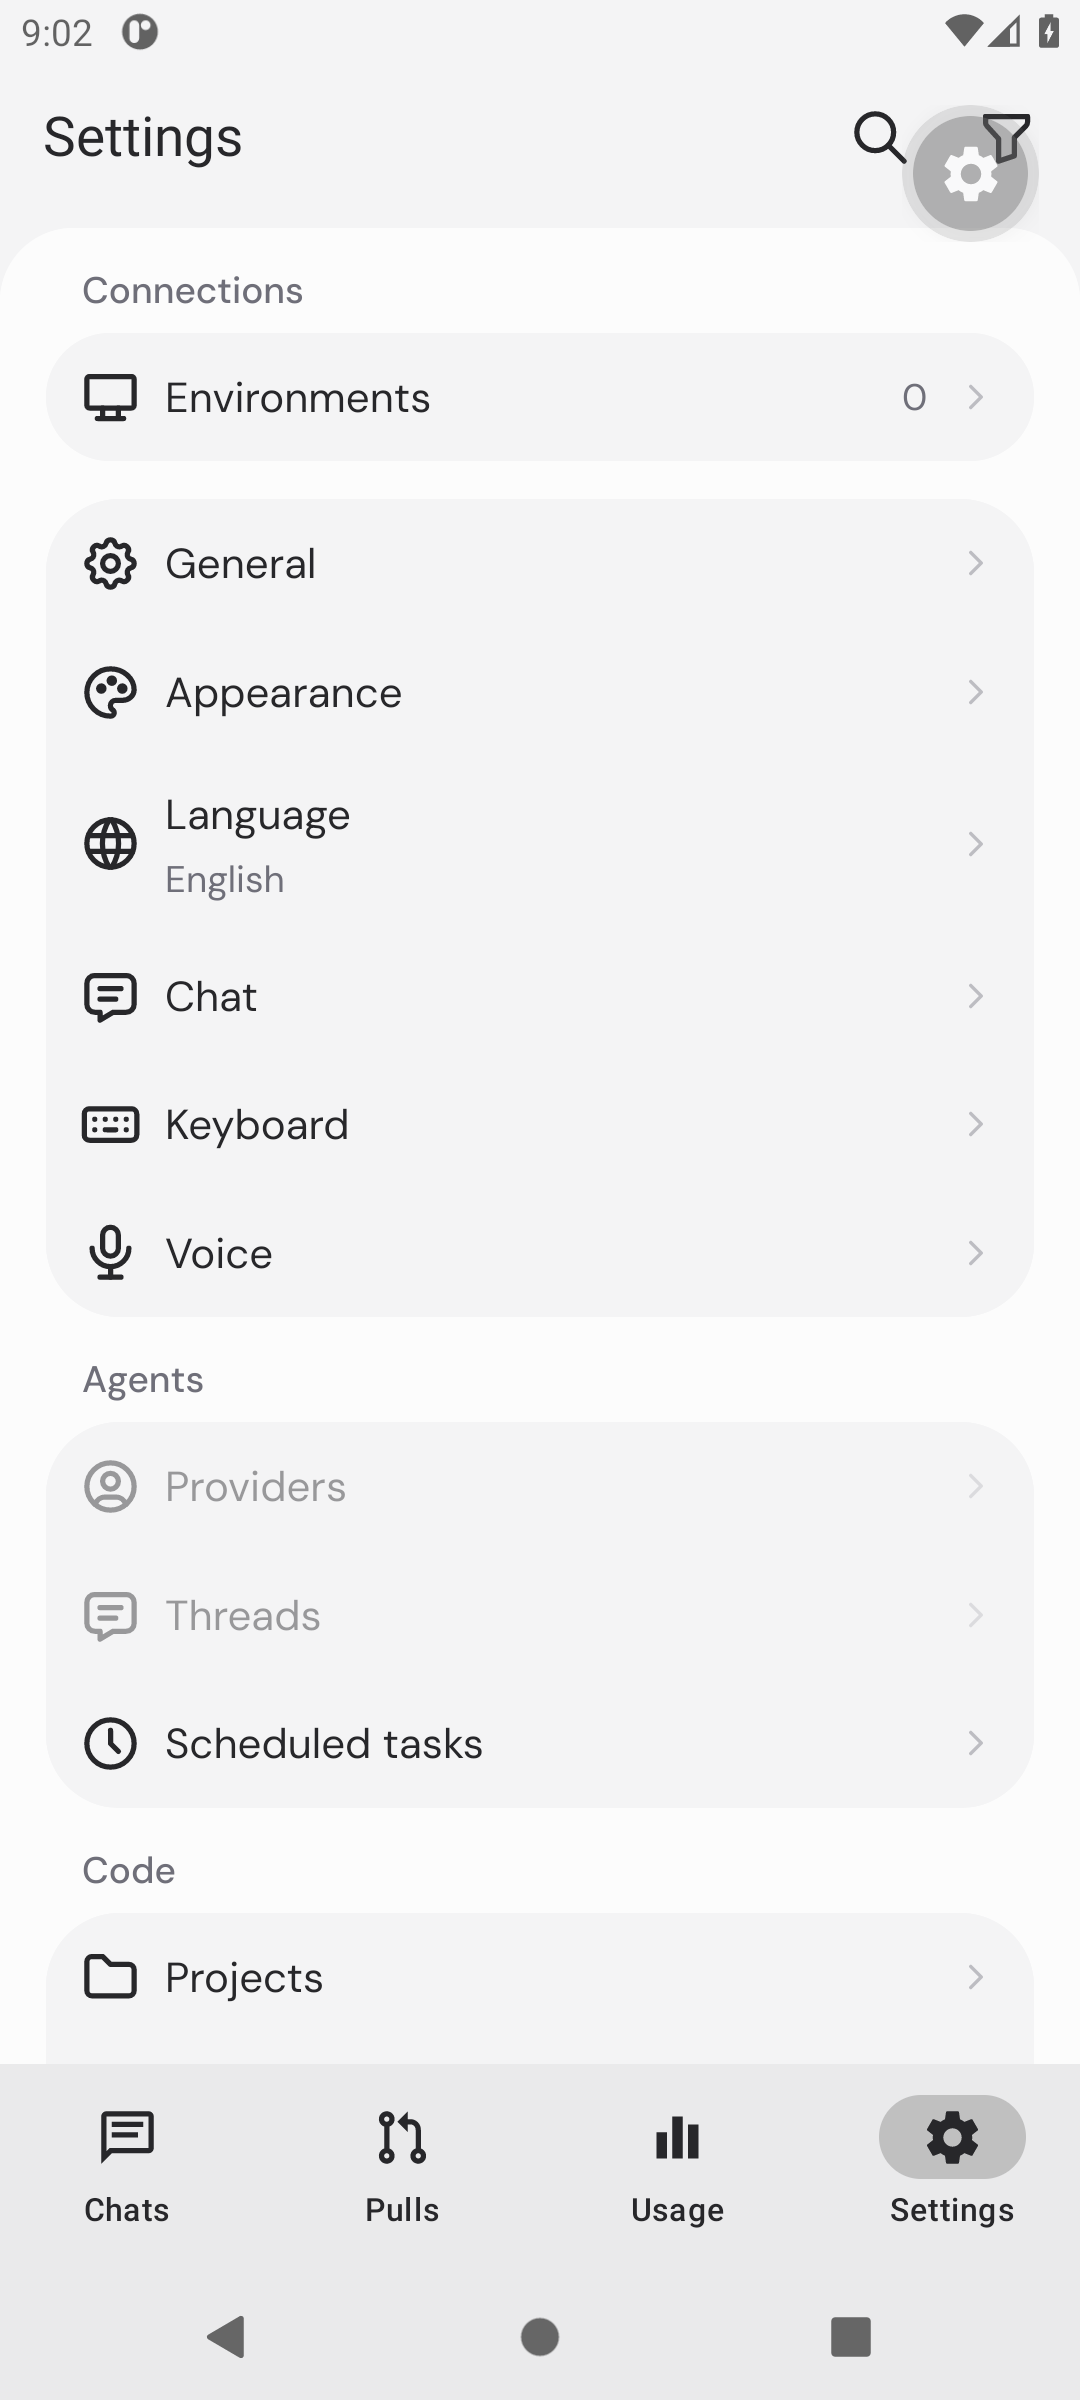 9:02
Settings
Connections
Environments 0
General
Appearance
Language
English
Chat
Keyboard
Voice
Agents
Providers
Threads
Scheduled tasks
Code
Projects
Chats Pulls Usage Settings